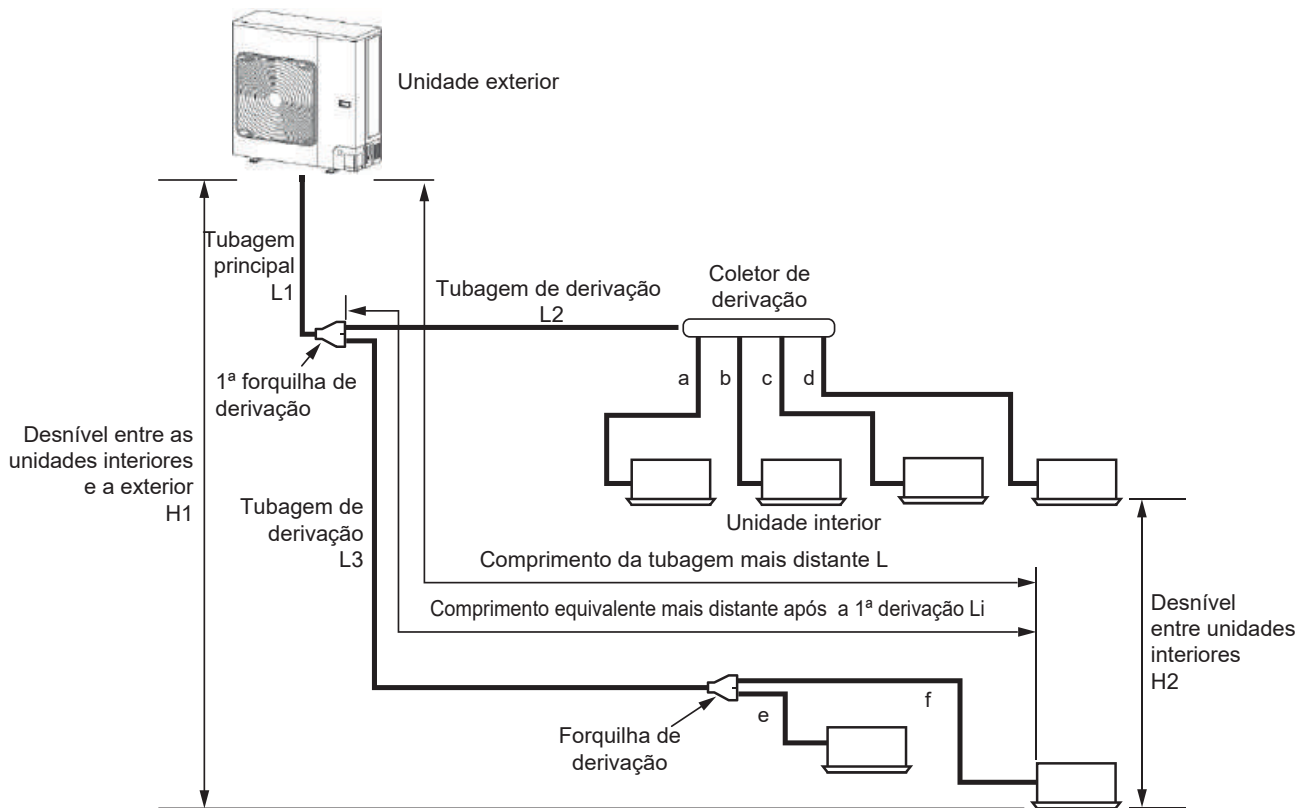 Unidade exterior
Tubagem
principal
L1
Tubagem de derivação
L2
Coletor de
derivação
1ª forquilha de
derivação
a
b
c
d
Desnível entre as
unidades interiores
e a exterior
H1
Tubagem de
derivação
L3
Unidade interior
Comprimento da tubagem mais distante L
Comprimento equivalente mais distante após a 1ª derivação Li
Desnível
entre unidades
interiores
H2
e
f
Forquilha de
derivação